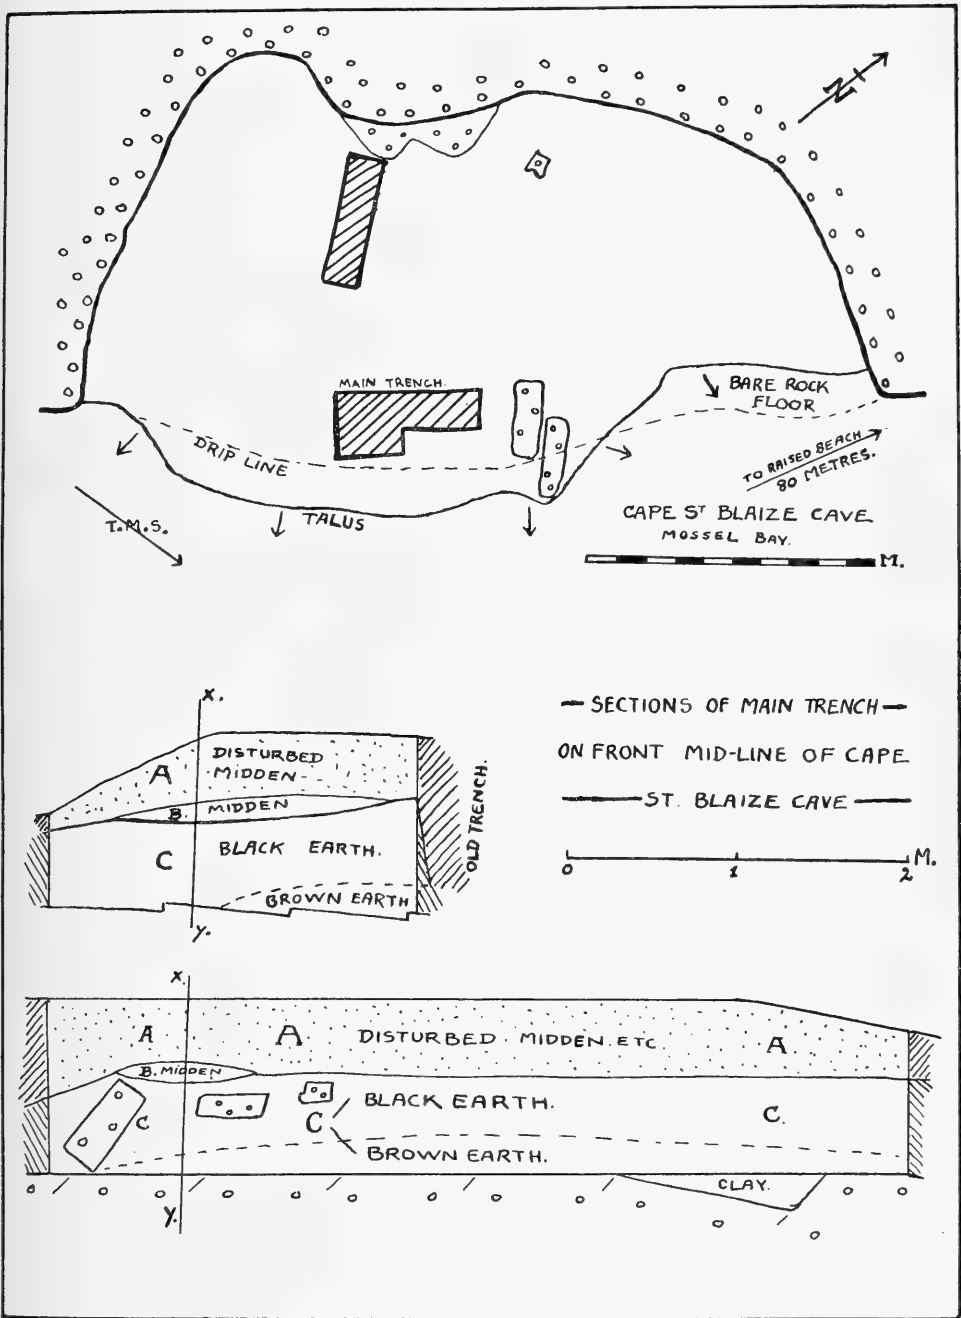 N
MAIN TRENCH.
BARE ROCK
FLOOR
DRIP LINE
TO RAISED BEACH
80 METRES.
T.M.S.
TALUS
CAPE ST BLAIZE CAVE
MOSSEL BAY.
M.
X.
A
DISTURBED
MIDDEN
B. MIDDEN
C
BLACK EARTH.
BROWN EARTH
OLD TRENCH.
Y.
— SECTIONS OF MAIN TRENCH —
ON FRONT MID-LINE OF CAPE
— ST. BLAIZE CAVE —
M.
0 1 2
X.
A A DISTURBED MIDDEN ETC. A
B. MIDDEN
C C BLACK EARTH. C.
BROWN EARTH.
CLAY.
Y.